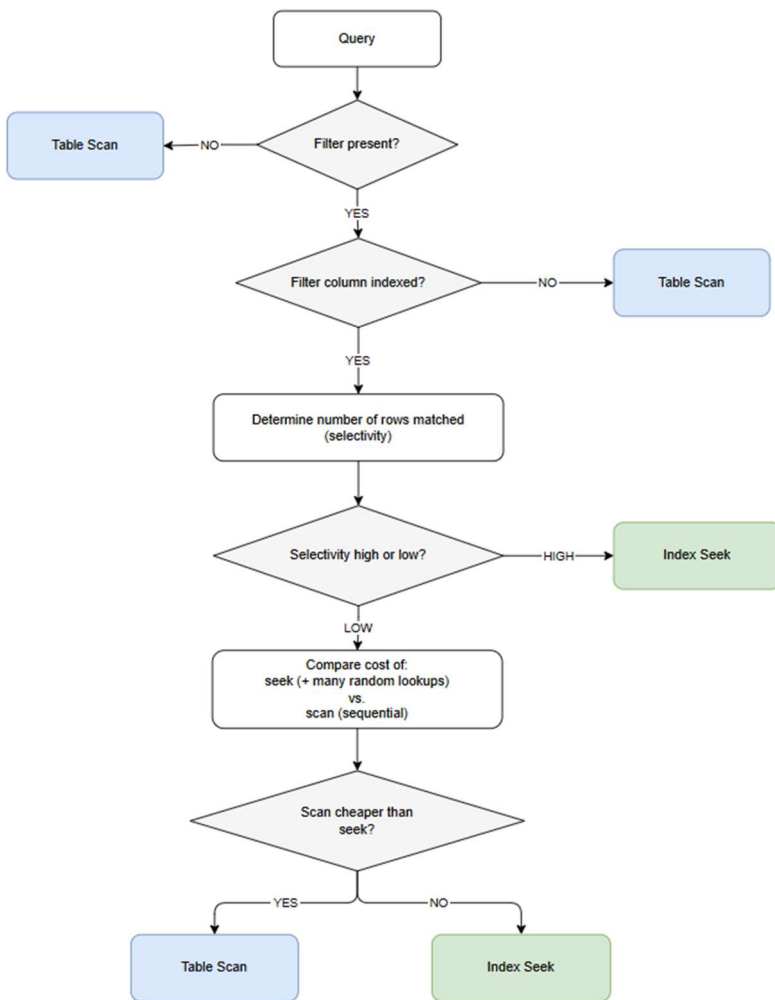 Query
Filter present?
NO
Table Scan
YES
Filter column indexed?
NO
Table Scan
YES
Determine number of rows matched
(selectivity)
Selectivity high or low?
HIGH
Index Seek
LOW
Compare cost of:
seek (+ many random lookups)
vs.
scan (sequential)
Scan cheaper than
seek?
YES
NO
Table Scan
Index Seek